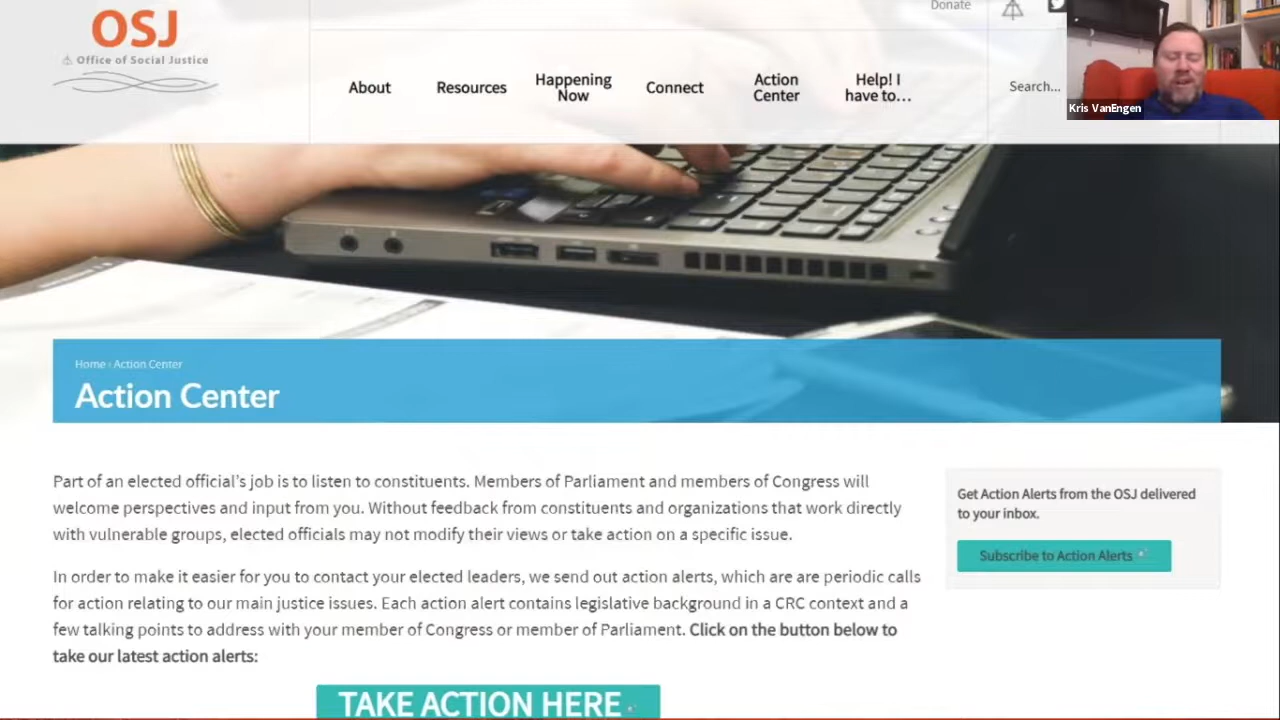 OSJ
Office of Social Justice
Donate
About
Resources
Happening
Now
Connect
Action
Center
Help! I
have to...
Search...
Kris VanEngen
Home › Action Center
Action Center
Part of an elected official's job is to listen to constituents. Members of Parliament and members of Congress will
welcome perspectives and input from you. Without feedback from constituents and organizations that work directly
with vulnerable groups, elected officials may not modify their views or take action on a specific issue.
In order to make it easier for you to contact your elected leaders, we send out action alerts, which are are periodic calls
for action relating to our main justice issues. Each action alert contains legislative background in a CRC context and a
few talking points to address with your member of Congress or member of Parliament. Click on the button below to
take our latest action alerts:
TAKE ACTION HERE
Get Action Alerts from the OSJ delivered
to your inbox.
Subscribe to Action Alerts